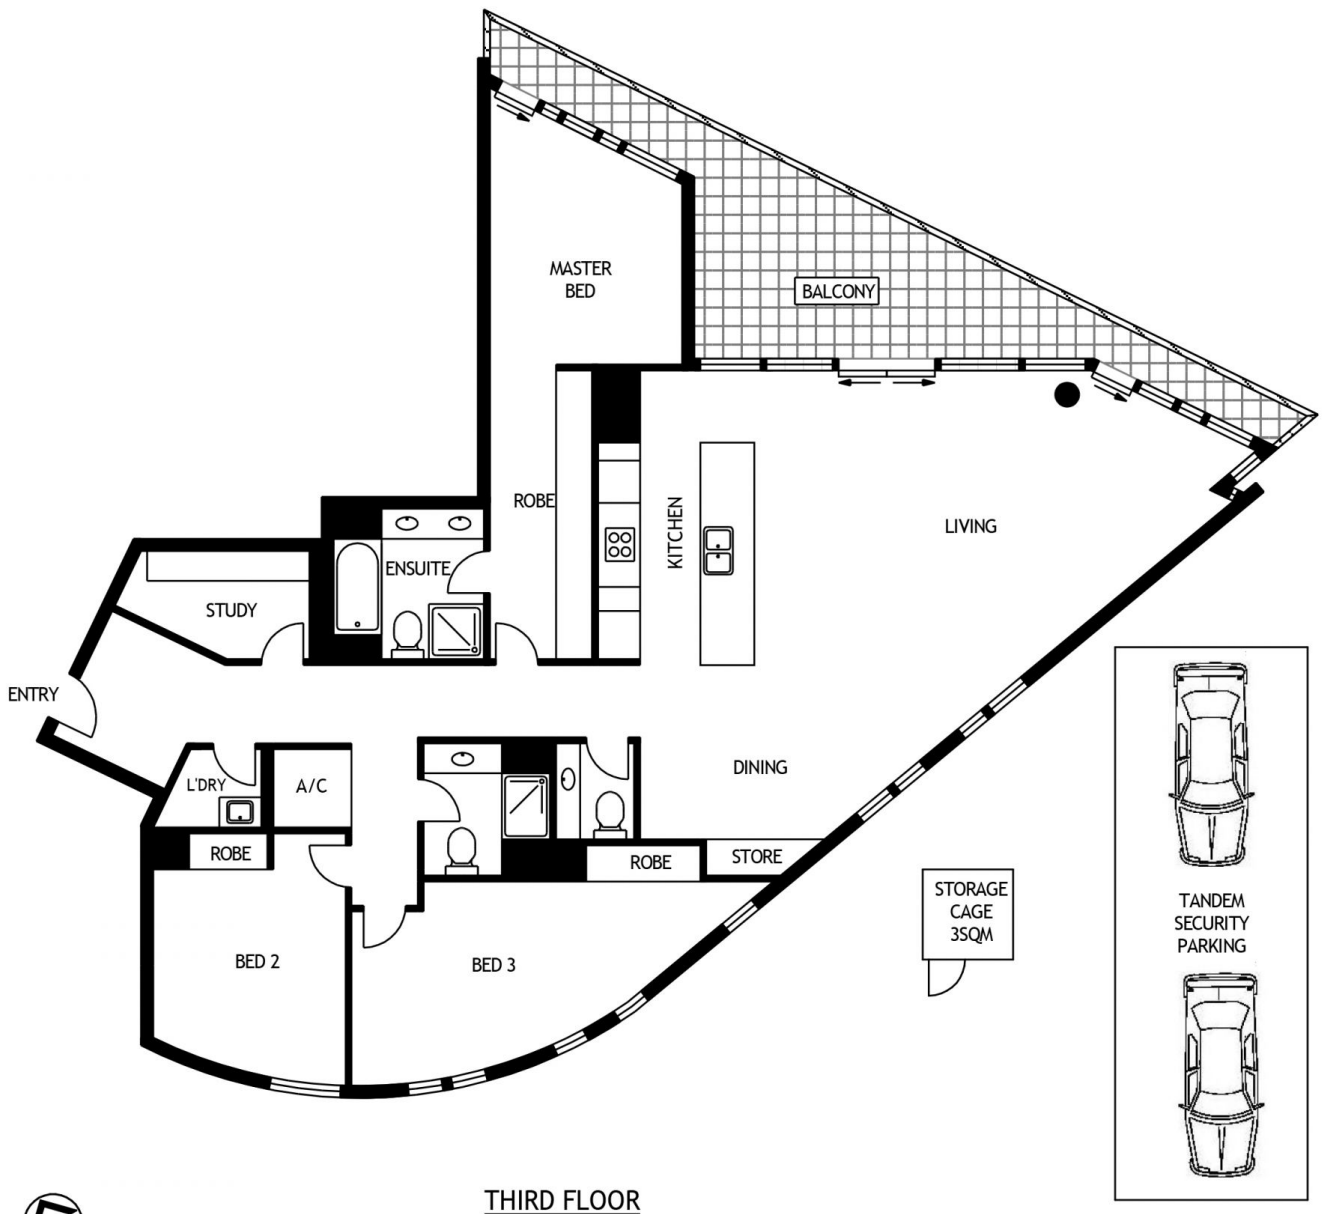 MASTER
BED
BALCONY
ROBE
KITCHEN
LIVING
ENSUITE
STUDY
ENTRY
L'DRY
A/C
DINING
ROBE
ROBE
STORE
BED 2
BED 3
STORAGE
CAGE
3SQM
TANDEM
SECURITY
PARKING
THIRD FLOOR